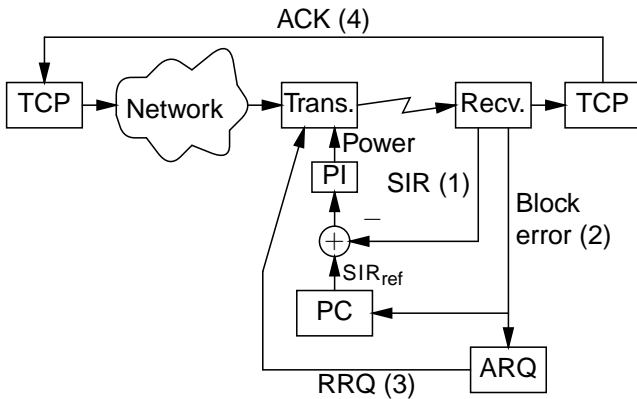 ACK (4)
TCP
Network
Trans.
Recv.
TCP
Power
PI
SIR (1)
Block
error (2)
−
+
SIRref
PC
ARQ
RRQ (3)